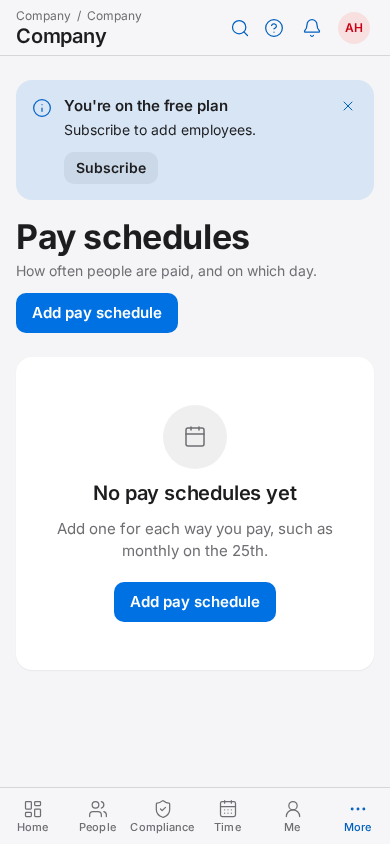 Company / Company
Company
AH
You're on the free plan
Subscribe to add employees.
Subscribe
Pay schedules
How often people are paid, and on which day.
Add pay schedule
No pay schedules yet
Add one for each way you pay, such as
monthly on the 25th.
Add pay schedule
Home
People
Compliance
Time
Me
More